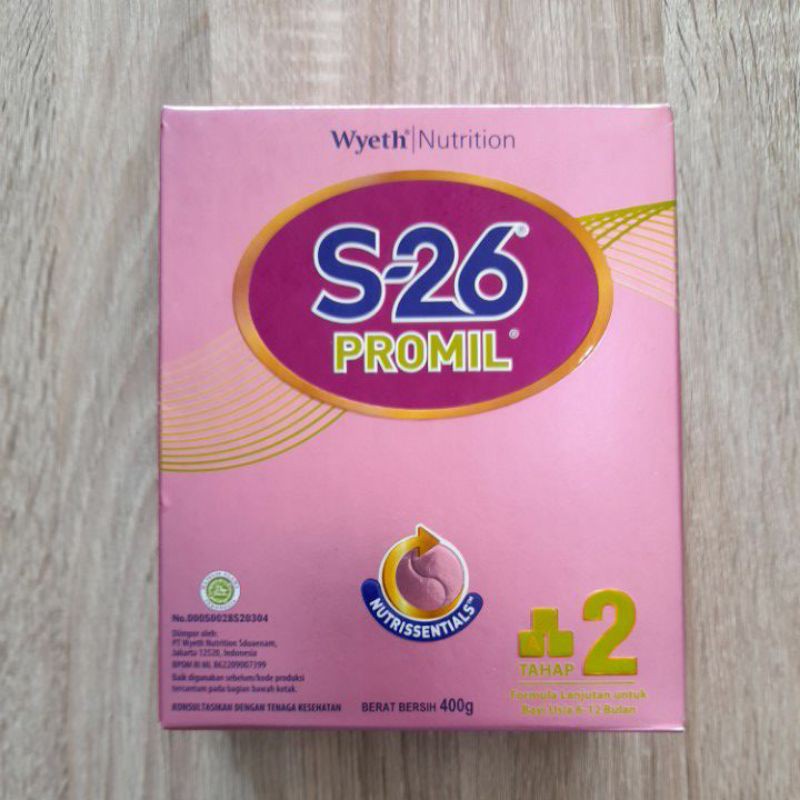 Wyeth® | Nutrition
S-26®
PROMIL®
NUTRISSENTIALS™
No.00050028520304
Diimpor oleh:
PT Wyeth Nutrition Sduaenam,
Jakarta 12520, Indonesia
BPOM RI ML 862209007399
Baik digunakan sebelum/kode produksi
tercantum pada bagian bawah kotak.
KONSULTASIKAN DENGAN TENAGA KESEHATAN
BERAT BERSIH 400g
TAHAP 2
Formula Lanjutan untuk
Bayi Usia 6-12 Bulan